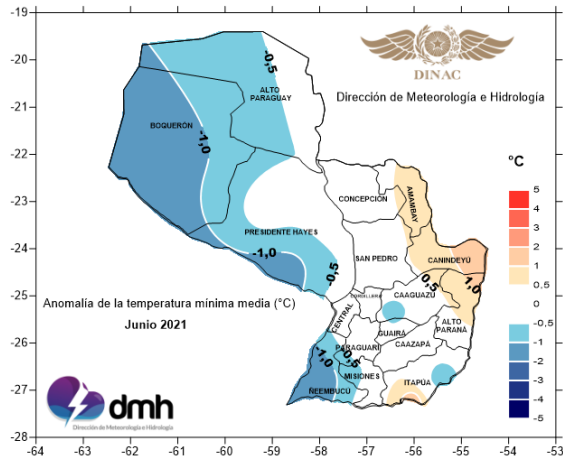 -19
-20
-21
-22
-23
-24
-25
-26
-27
-28
-64
-63
-62
-61
-60
-59
-58
-57
-56
-55
-54
-53
-52
DINAC
Dirección de Meteorología e Hidrología
°C
5
4
3
2
1
0,5
0
-0,5
-1
-2
-3
-4
-5
-0,5
ALTO
PARAGUAY
BOQUERÓN
-1,0
CONCEPCIÓN
AMAMBAY
PRESIDENTE HAYES
-1,0
SAN PEDRO
CANINDEYÚ
-0,5
0,5
1,0
CORDILLERA
CAAGUAZÚ
CENTRAL
GUAIRÁ
ALTO
PARANÁ
CAAZAPÁ
PARAGUARÍ
-1,0
-0,5
MISIONES
ITAPÚA
ÑEEMBUCÚ
Anomalía de la temperatura mínima media (°C)
Junio 2021
dmh
Dirección de Meteorología e Hidrología